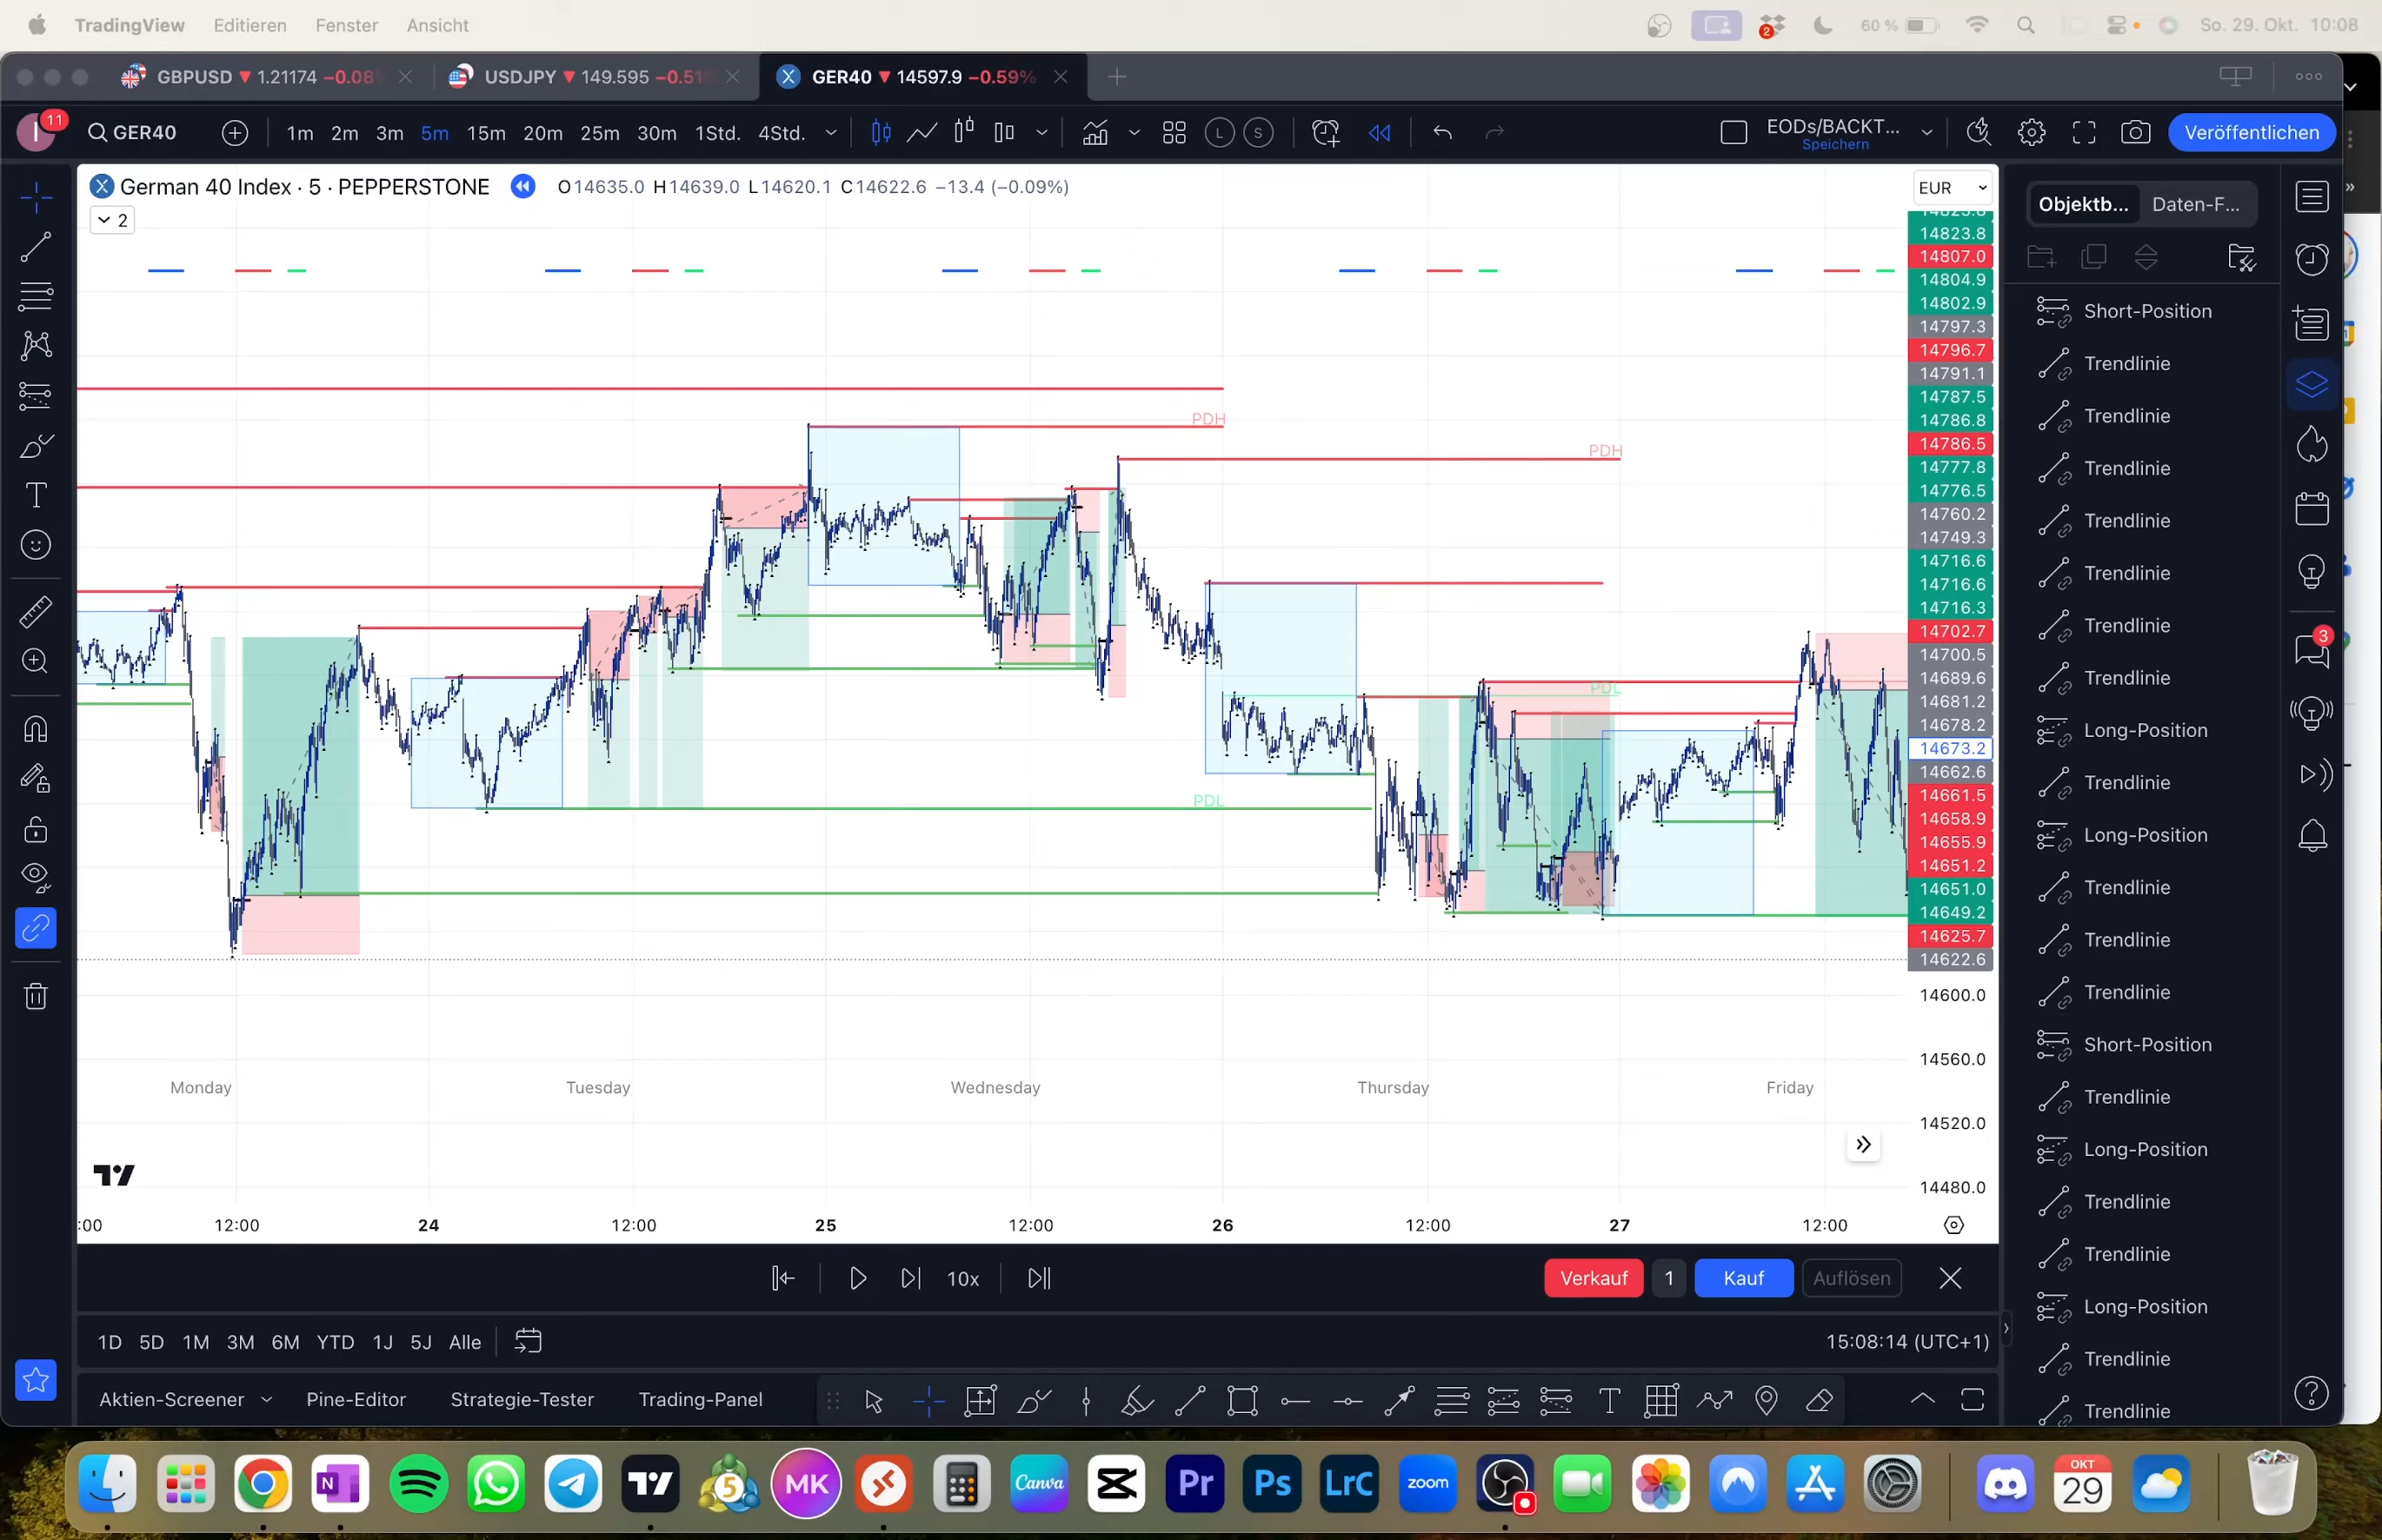 TradingView Editieren Fenster Ansicht
2 60 % So. 29. Okt. 10:08
GBPUSD ▼ 1.21174 −0.08
USDJPY ▼ 149.595 −0.51
GER40 ▼ 14597.9 −0.59%
I 11 GER40 1m 2m 3m 5m 15m 20m 25m 30m 1Std. 4Std. L S
EODs/BACKT... Speichern
Veröffentlichen
German 40 Index · 5 · PEPPERSTONE O14635.0 H14639.0 L14620.1 C14622.6 −13.4 (−0.09%)
2
EUR
14823.8
14807.0
14804.9
14802.9
14797.3
14796.7
14791.1
14787.5
14786.8
14786.5
14777.8
14776.5
14760.2
14749.3
14716.6
14716.6
14716.3
14702.7
14700.5
14689.6
14681.2
14678.2
14673.2
14662.6
14661.5
14658.9
14655.9
14651.2
14651.0
14649.2
14625.7
14622.6
14600.0
14560.0
14520.0
14480.0
PDH
PDH
PDL
PDL
Monday Tuesday Wednesday Thursday Friday
:00 12:00 24 12:00 25 12:00 26 12:00 27 12:00
Objektb... Daten-F...
Short-Position
Trendlinie
Trendlinie
Trendlinie
Trendlinie
Trendlinie
Trendlinie
Trendlinie
Long-Position
Trendlinie
Long-Position
Trendlinie
Trendlinie
Trendlinie
Short-Position
Trendlinie
Long-Position
Trendlinie
Trendlinie
Long-Position
Trendlinie
Trendlinie
3
10x
Verkauf 1 Kauf Auflösen
1D 5D 1M 3M 6M YTD 1J 5J Alle
15:08:14 (UTC+1)
Aktien-Screener Pine-Editor Strategie-Tester Trading-Panel
N 5 MK Canva Pr Ps LrC zoom OKT 29